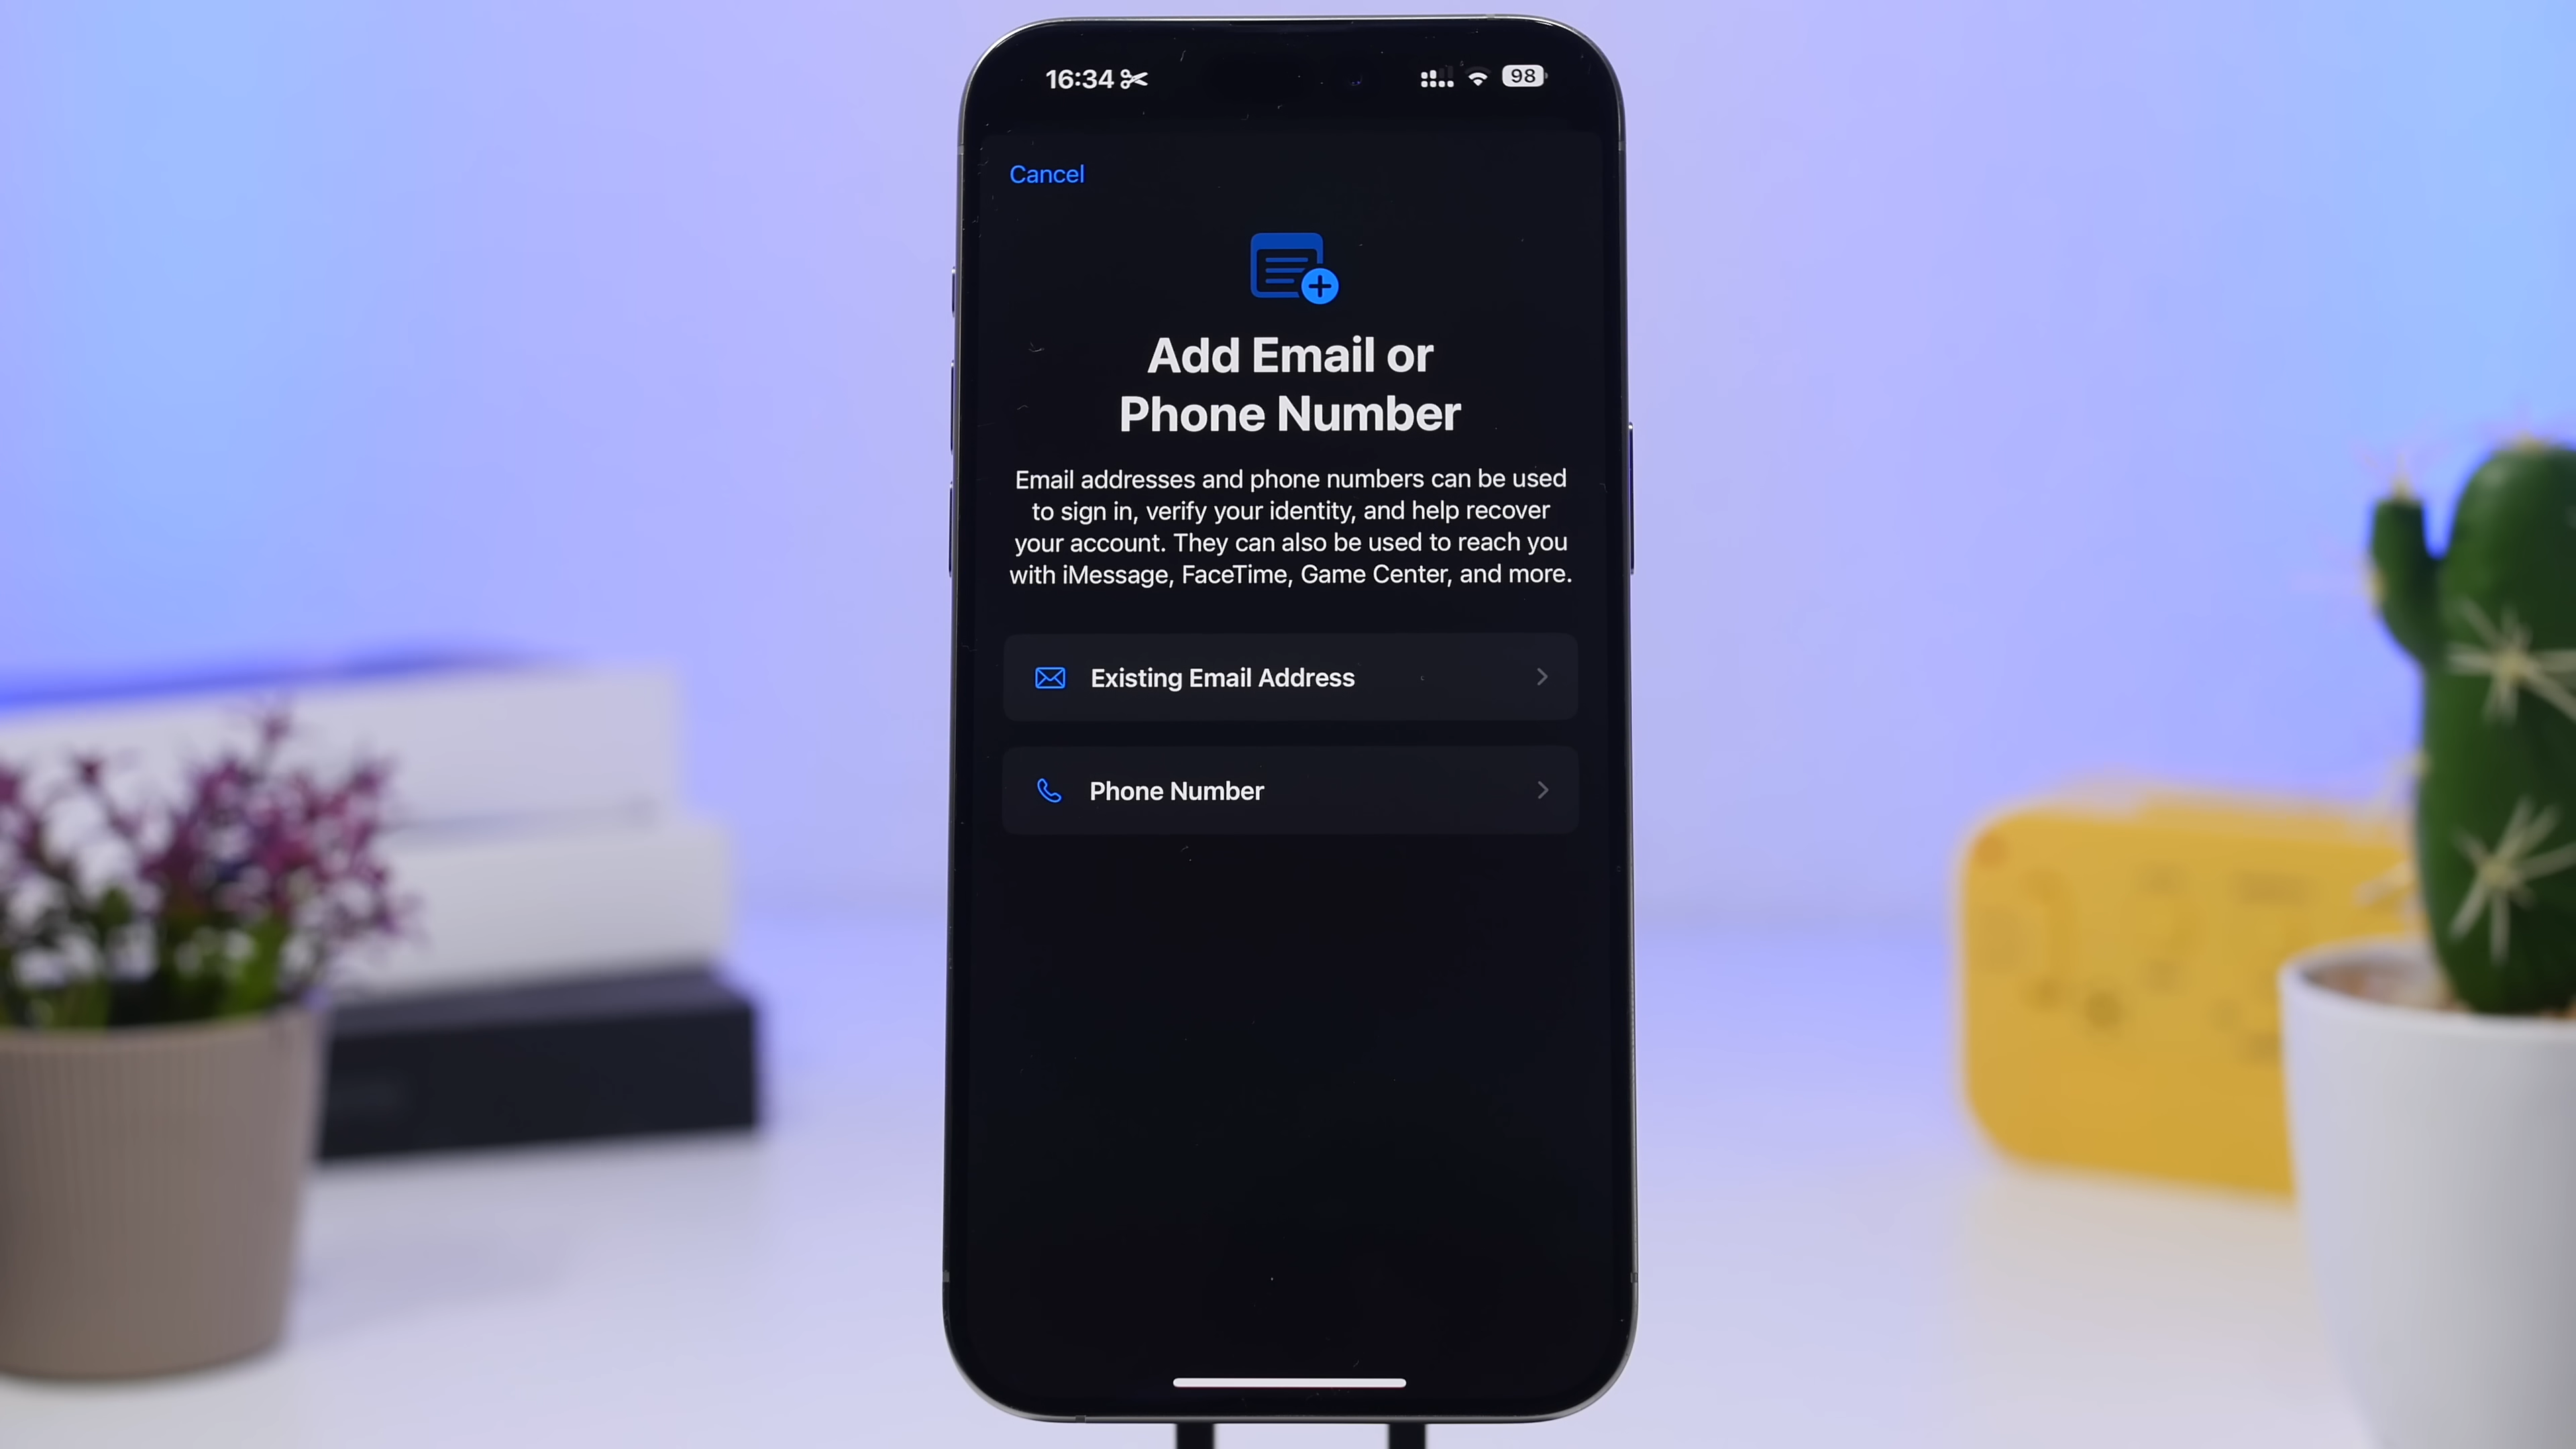 16:34
98
Cancel
Add Email or
Phone Number
Email addresses and phone numbers can be used
to sign in, verify your identity, and help recover
your account. They can also be used to reach you
with iMessage, FaceTime, Game Center, and more.
Existing Email Address
Phone Number